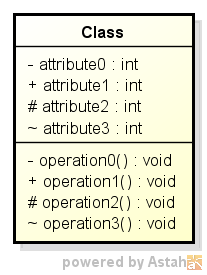 Class
- attribute0 : int
+ attribute1 : int
# attribute2 : int
~ attribute3 : int
- operation0() : void
+ operation1() : void
# operation2() : void
~ operation3() : void
powered by Astah